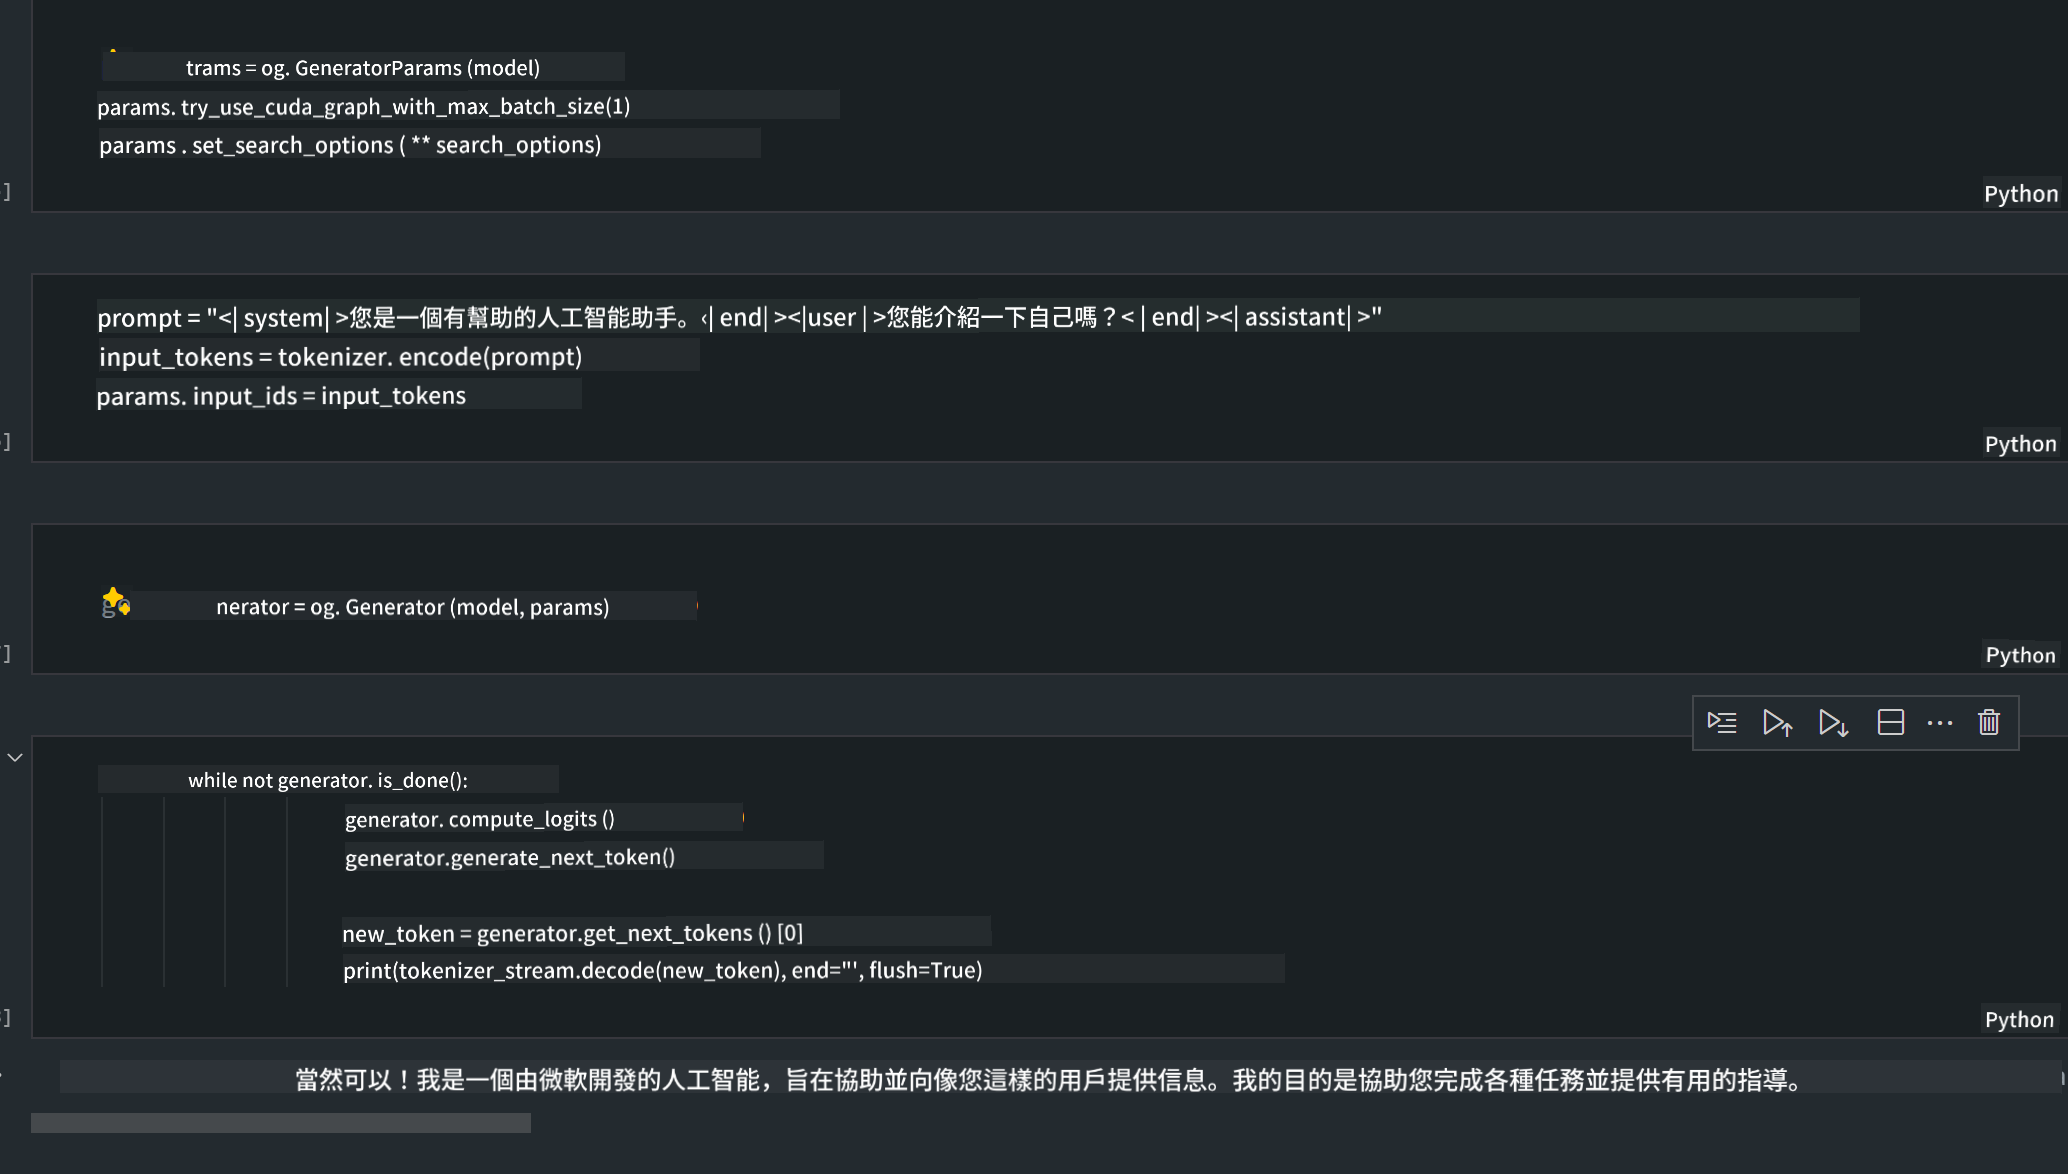 trams = og. GeneratorParams (model)
params. try_use_cuda_graph_with_max_batch_size(1)
params . set_search_options ( ** search_options)
]
Python
prompt = "<| system| >您是一個有幫助的人工智能助手。‹| end| ><|user | >您能介紹一下自己嗎？< | end| ><| assistant| >"
input_tokens = tokenizer. encode(prompt)
params. input_ids = input_tokens
]
Python
nerator = og. Generator (model, params)
]
Python
while not generator. is_done():
generator. compute_logits ()
generator.generate_next_token()
new_token = generator.get_next_tokens () [0]
print(tokenizer_stream.decode(new_token), end="', flush=True)
]
Python
當然可以！我是一個由微軟開發的人工智能，旨在協助並向像您這樣的用戶提供信息。我的目的是協助您完成各種任務並提供有用的指導。